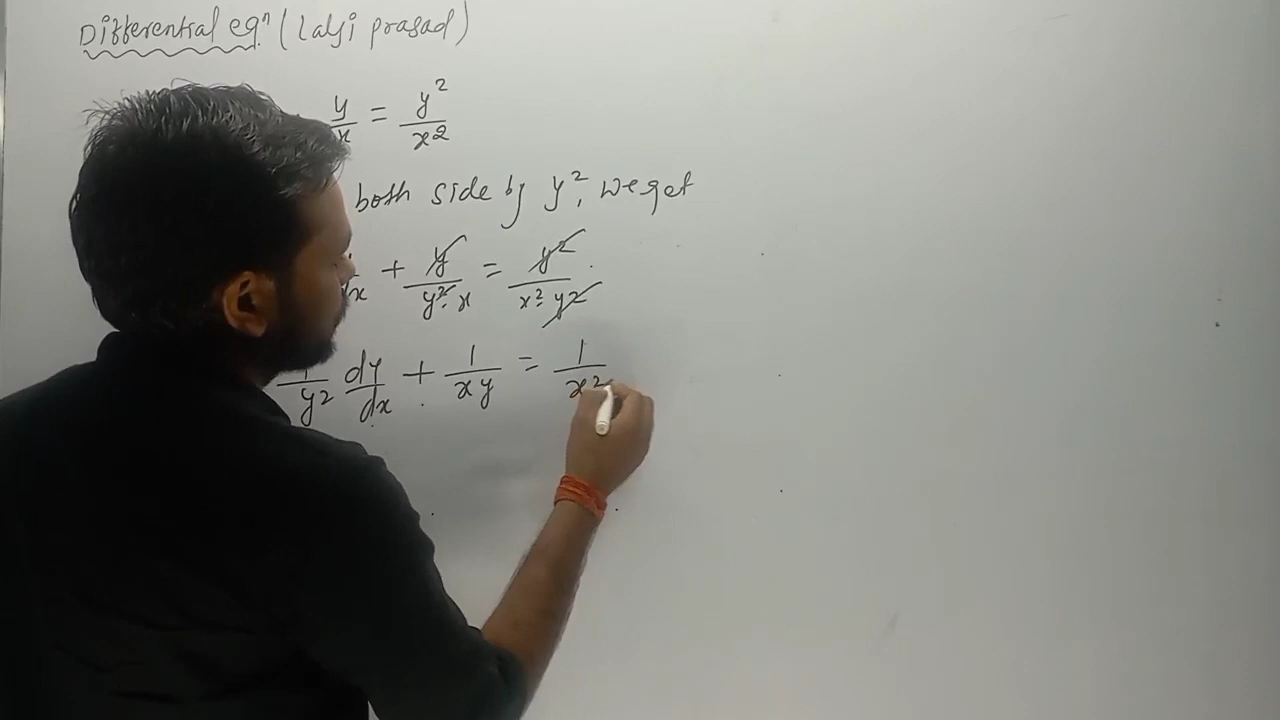 Differential eqn (Lalji prasad)
y/x = y²/x²
both side by y², we get
dx + y/y²·x = y²/x²·y²
1/y² dy/dx + 1/xy = 1/x²